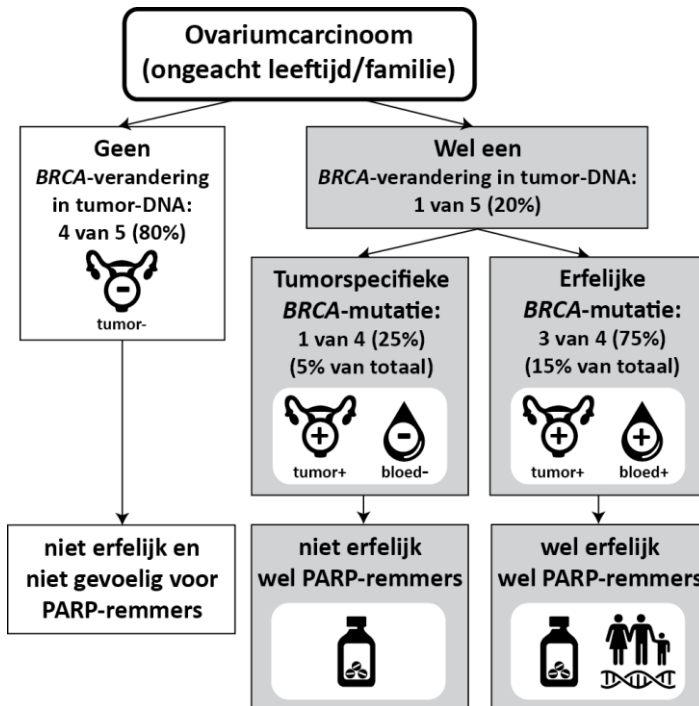 Ovariumcarcinoom
(ongeacht leeftijd/familie)
Geen
BRCA-verandering
in tumor-DNA:
4 van 5 (80%)
tumor-
Wel een
BRCA-verandering in tumor-DNA:
1 van 5 (20%)
Tumorspecifieke
BRCA-mutatie:
1 van 4 (25%)
(5% van totaal)
tumor+ bloed-
Erfelijke
BRCA-mutatie:
3 van 4 (75%)
(15% van totaal)
tumor+ bloed+
niet erfelijk en
niet gevoelig voor
PARP-remmers
niet erfelijk
wel PARP-remmers
wel erfelijk
wel PARP-remmers